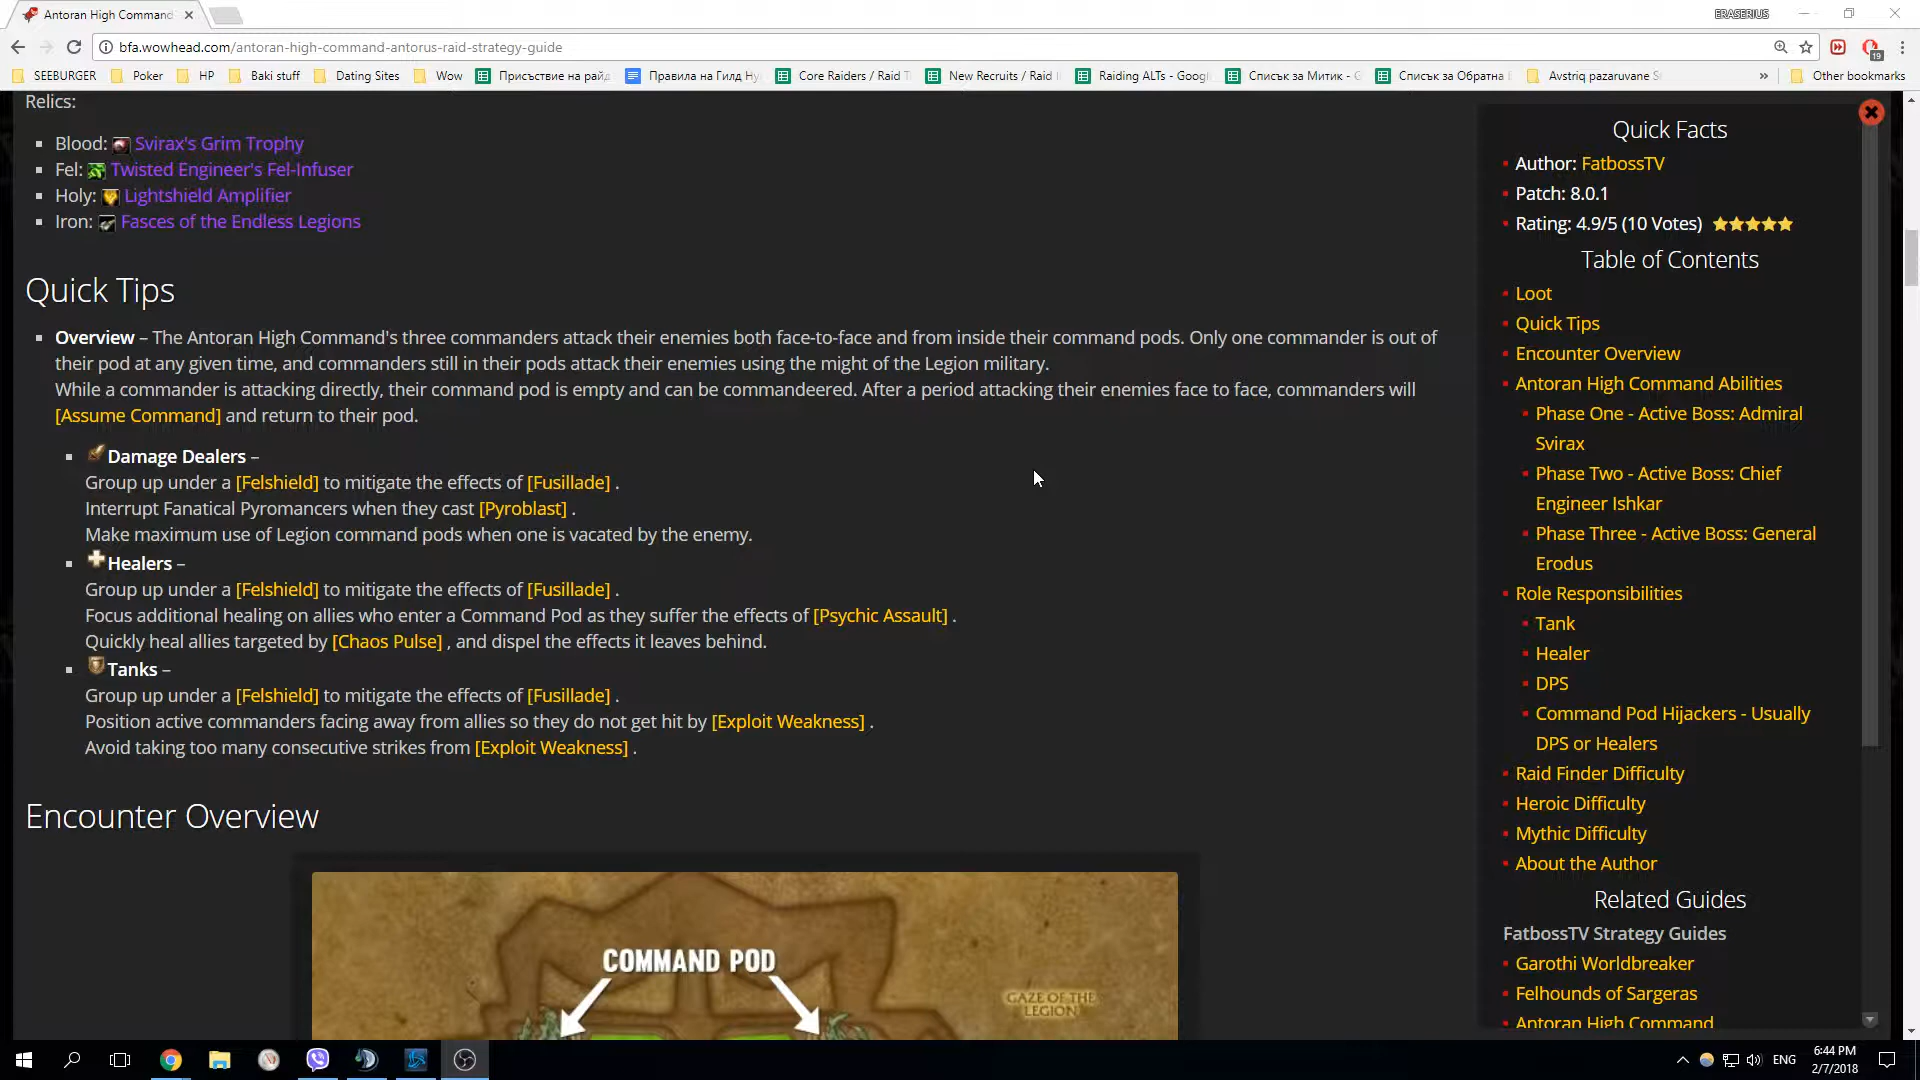 Antoran High Command
ERASERIUS
bfa.wowhead.com/antoran-high-command-antorus-raid-strategy-guide
19
SEEBURGER
Poker
HP
Baki stuff
Dating Sites
Wow
Присъствие на рай
Правила на Гилд Ну
Core Raiders / Raid
New Recruits / Raid
Raiding ALTs - Googl
Списък за Митик - G
Списък за Обратна
Avstriq pazaruvane
»
Other bookmarks
Relics:
Blood: Svirax's Grim Trophy
Fel: Twisted Engineer's Fel-Infuser
Holy: Lightshield Amplifier
Iron: Fasces of the Endless Legions
Quick Tips
Overview – The Antoran High Command's three commanders attack their enemies both face-to-face and from inside their command pods. Only one commander is out of
their pod at any given time, and commanders still in their pods attack their enemies using the might of the Legion military.
While a commander is attacking directly, their command pod is empty and can be commandeered. After a period attacking their enemies face to face, commanders will
[Assume Command] and return to their pod.
Damage Dealers –
Group up under a [Felshield] to mitigate the effects of [Fusillade] .
Interrupt Fanatical Pyromancers when they cast [Pyroblast] .
Make maximum use of Legion command pods when one is vacated by the enemy.
Healers –
Group up under a [Felshield] to mitigate the effects of [Fusillade] .
Focus additional healing on allies who enter a Command Pod as they suffer the effects of [Psychic Assault] .
Quickly heal allies targeted by [Chaos Pulse] , and dispel the effects it leaves behind.
Tanks –
Group up under a [Felshield] to mitigate the effects of [Fusillade] .
Position active commanders facing away from allies so they do not get hit by [Exploit Weakness] .
Avoid taking too many consecutive strikes from [Exploit Weakness] .
Encounter Overview
COMMAND POD
GAZE OF THE
LEGION
Quick Facts
Author: FatbossTV
Patch: 8.0.1
Rating: 4.9/5 (10 Votes)
Table of Contents
Loot
Quick Tips
Encounter Overview
Antoran High Command Abilities
Phase One - Active Boss: Admiral
Svirax
Phase Two - Active Boss: Chief
Engineer Ishkar
Phase Three - Active Boss: General
Erodus
Role Responsibilities
Tank
Healer
DPS
Command Pod Hijackers - Usually
DPS or Healers
Raid Finder Difficulty
Heroic Difficulty
Mythic Difficulty
About the Author
Related Guides
FatbossTV Strategy Guides
Garothi Worldbreaker
Felhounds of Sargeras
Antoran High Command
ENG
6:44 PM
2/7/2018